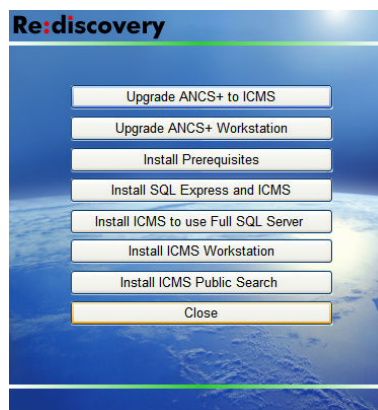 Re:discovery
Upgrade ANCS+ to ICMS
Upgrade ANCS+ Workstation
Install Prerequisites
Install SQL Express and ICMS
Install ICMS to use Full SQL Server
Install ICMS Workstation
Install ICMS Public Search
Close